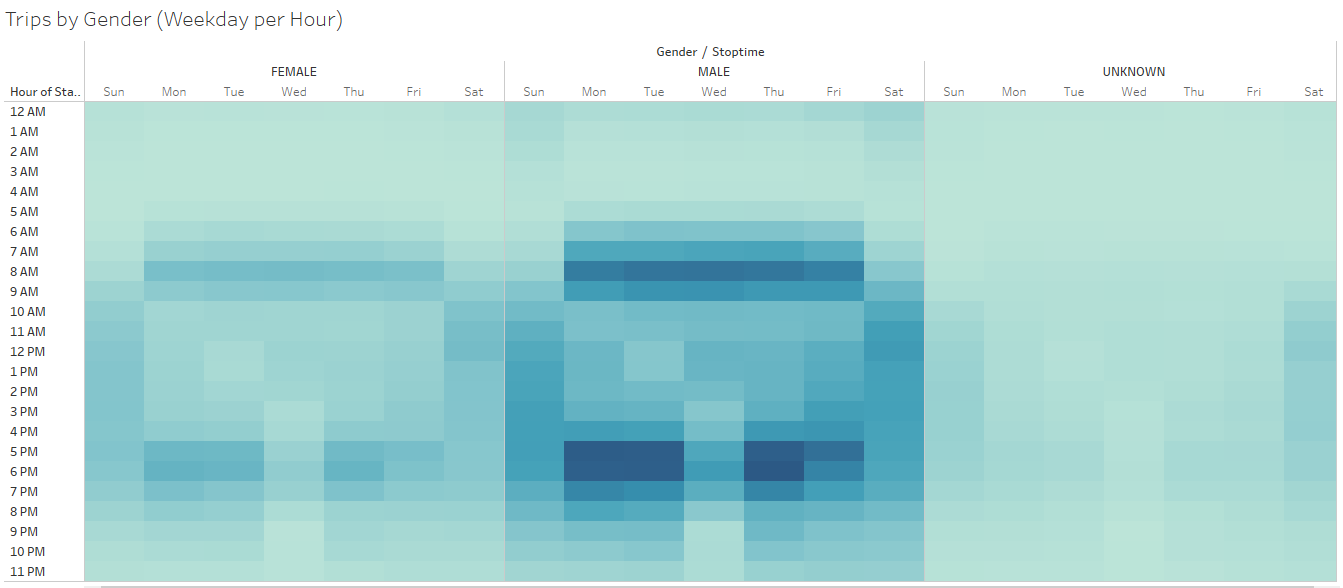 Trips by Gender (Weekday per Hour)
Gender / Stoptime
FEMALE MALE UNKNOWN
Hour of Sta.. Sun Mon Tue Wed Thu Fri Sat Sun Mon Tue Wed Thu Fri Sat Sun Mon Tue Wed Thu Fri Sat
12 AM
1 AM
2 AM
3 AM
4 AM
5 AM
6 AM
7 AM
8 AM
9 AM
10 AM
11 AM
12 PM
1 PM
2 PM
3 PM
4 PM
5 PM
6 PM
7 PM
8 PM
9 PM
10 PM
11 PM